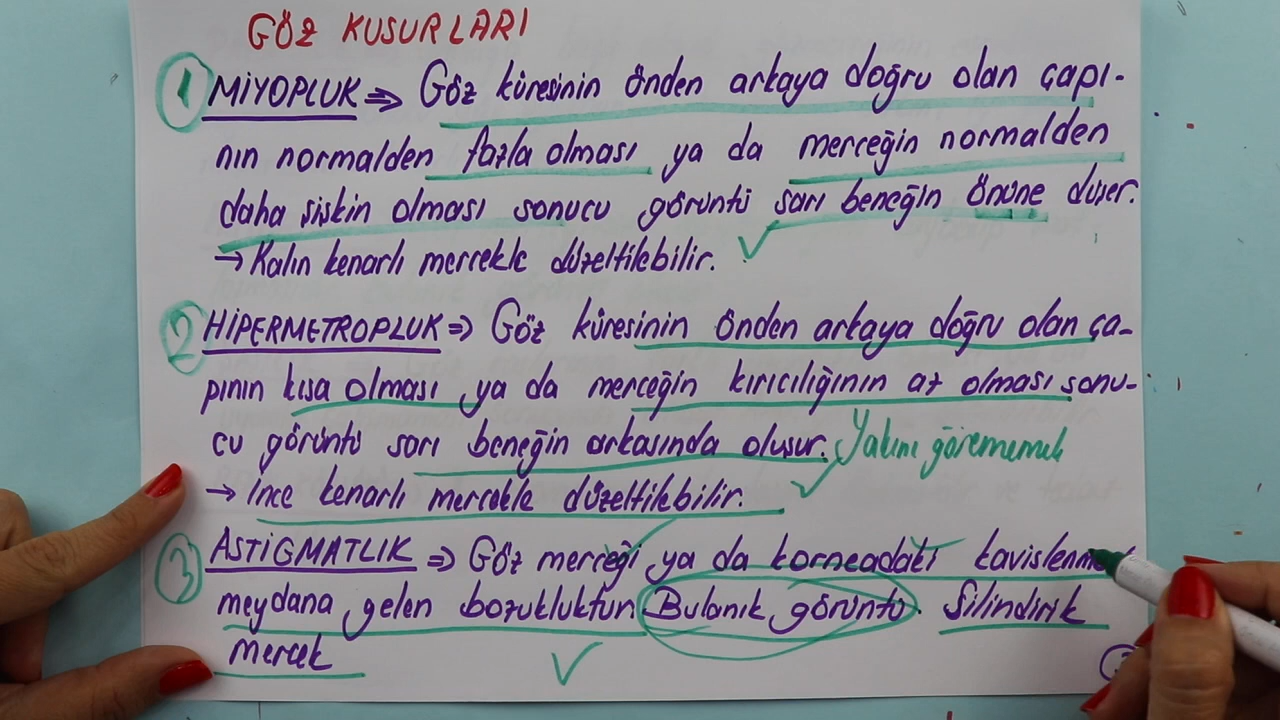 GÖZ KUSURLARI
1 MİYOPLUK ⇒ Göz küresinin önden arkaya doğru olan çapı-
nın normalden fazla olması ya da merceğin normalden
daha şişkin olması sonucu görüntü sarı beneğin önüne düşer.
→ Kalın kenarlı mercekle düzeltilebilir.
2 HİPERMETROPLUK ⇒ Göz küresinin önden arkaya doğru olan ça-
pının kısa olması ya da merceğin kırıcılığının az olması sonu-
cu görüntü sarı beneğin arkasında oluşur. Yakını görememek
→ İnce kenarlı mercekle düzeltilebilir.
3 ASTİGMATLIK ⇒ Göz merceği ya da korneadaki
meydana gelen bozukluktur. Bulanık görüntü. Silindirik
mercek